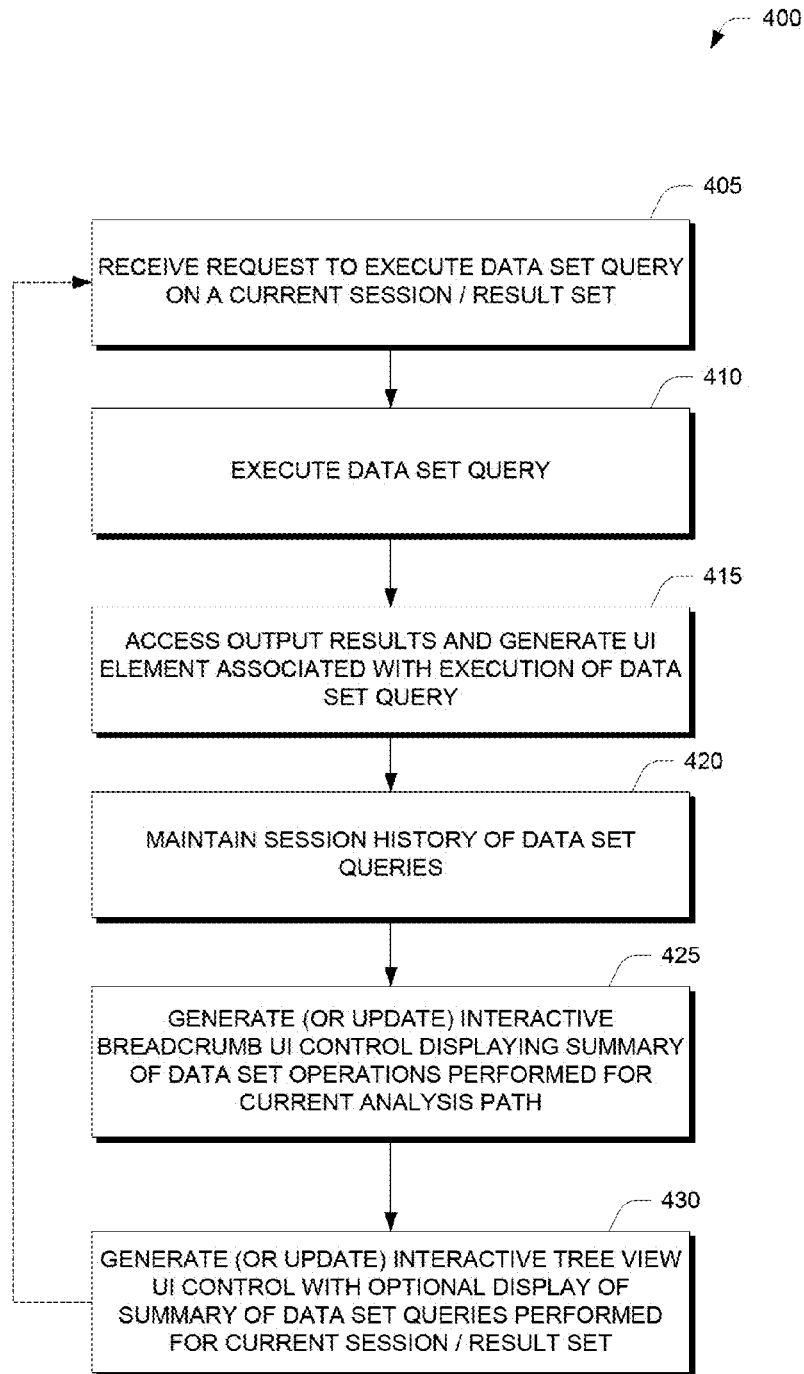 400
405
RECEIVE REQUEST TO EXECUTE DATA SET QUERY
ON A CURRENT SESSION / RESULT SET
410
EXECUTE DATA SET QUERY
415
ACCESS OUTPUT RESULTS AND GENERATE UI
ELEMENT ASSOCIATED WITH EXECUTION OF DATA
SET QUERY
420
MAINTAIN SESSION HISTORY OF DATA SET
QUERIES
425
GENERATE (OR UPDATE) INTERACTIVE
BREADCRUMB UI CONTROL DISPLAYING SUMMARY
OF DATA SET OPERATIONS PERFORMED FOR
CURRENT ANALYSIS PATH
430
GENERATE (OR UPDATE) INTERACTIVE TREE VIEW
UI CONTROL WITH OPTIONAL DISPLAY OF
SUMMARY OF DATA SET QUERIES PERFORMED
FOR CURRENT SESSION / RESULT SET